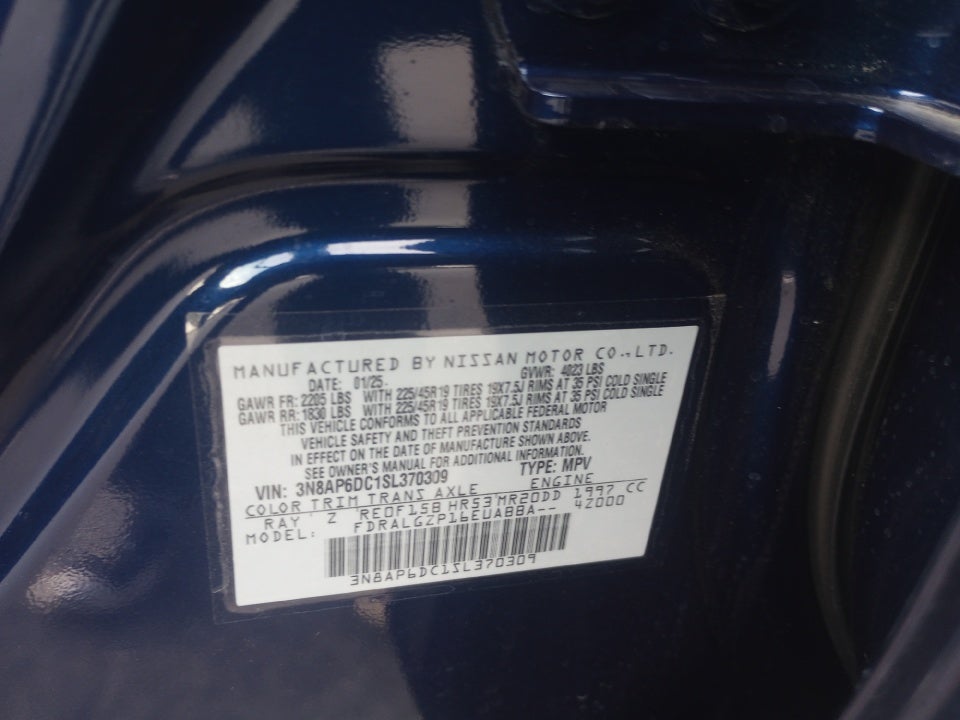 MANUFACTURED BY NISSAN MOTOR CO., LTD.
DATE: 01/25 GVWR: 4023 LBS
GAWR FR: 2205 LBS WITH 225/45R19 TIRES 19X7.5J RIMS AT 35 PSI COLD SINGLE
GAWR RR: 1830 LBS WITH 225/45R19 TIRES 19X7.5J RIMS AT 35 PSI COLD SINGLE
THIS VEHICLE CONFORMS TO ALL APPLICABLE FEDERAL MOTOR
VEHICLE SAFETY AND THEFT PREVENTION STANDARDS
IN EFFECT ON THE DATE OF MANUFACTURE SHOWN ABOVE.
SEE OWNER'S MANUAL FOR ADDITIONAL INFORMATION.
VIN: 3N8AP6DC1SL370309 TYPE: MPV
COLOR TRIM TRANS AXLE ENGINE
RAY Z RE0F15B HR53 MR20DD 1997 CC
MODEL: FDRALGZP16EUABBA-- 42000
3N8AP6DC1SL370309